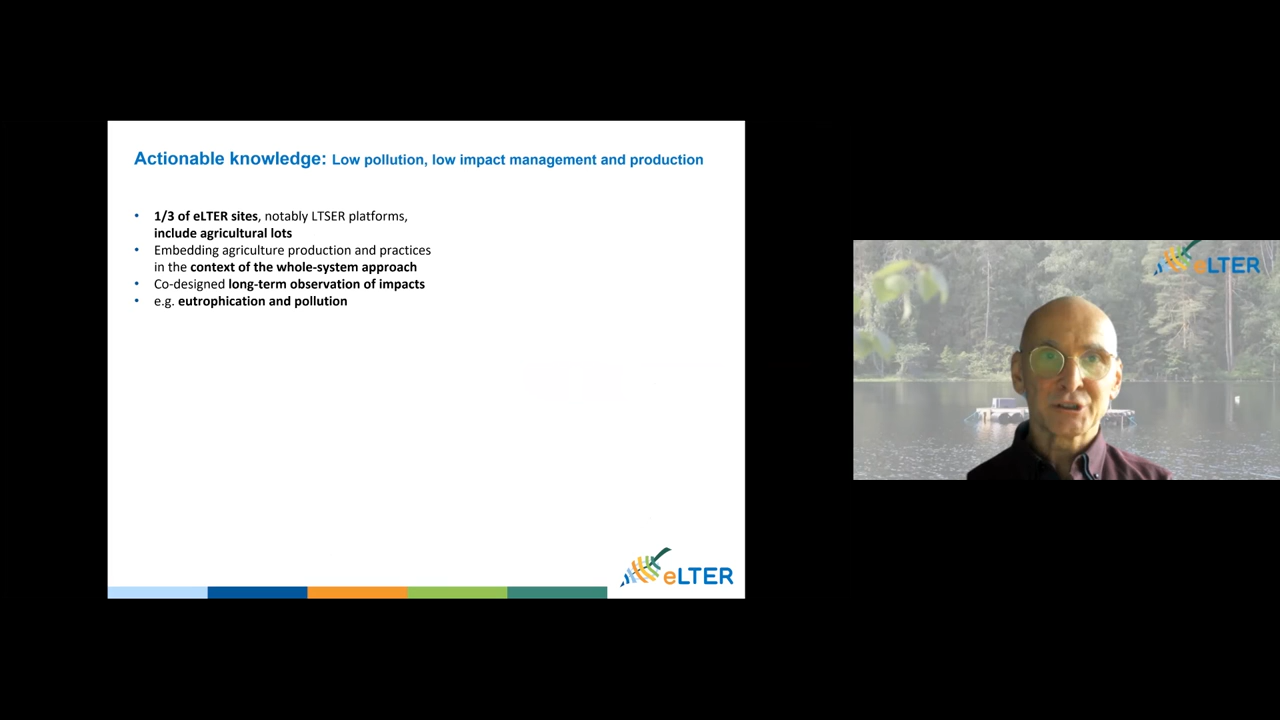 Actionable knowledge: Low pollution, low impact management and production
• 1/3 of eLTER sites, notably LTSER platforms,
include agricultural lots
• Embedding agriculture production and practices
in the context of the whole-system approach
• Co-designed long-term observation of impacts
• e.g. eutrophication and pollution
eLTER
eLTER